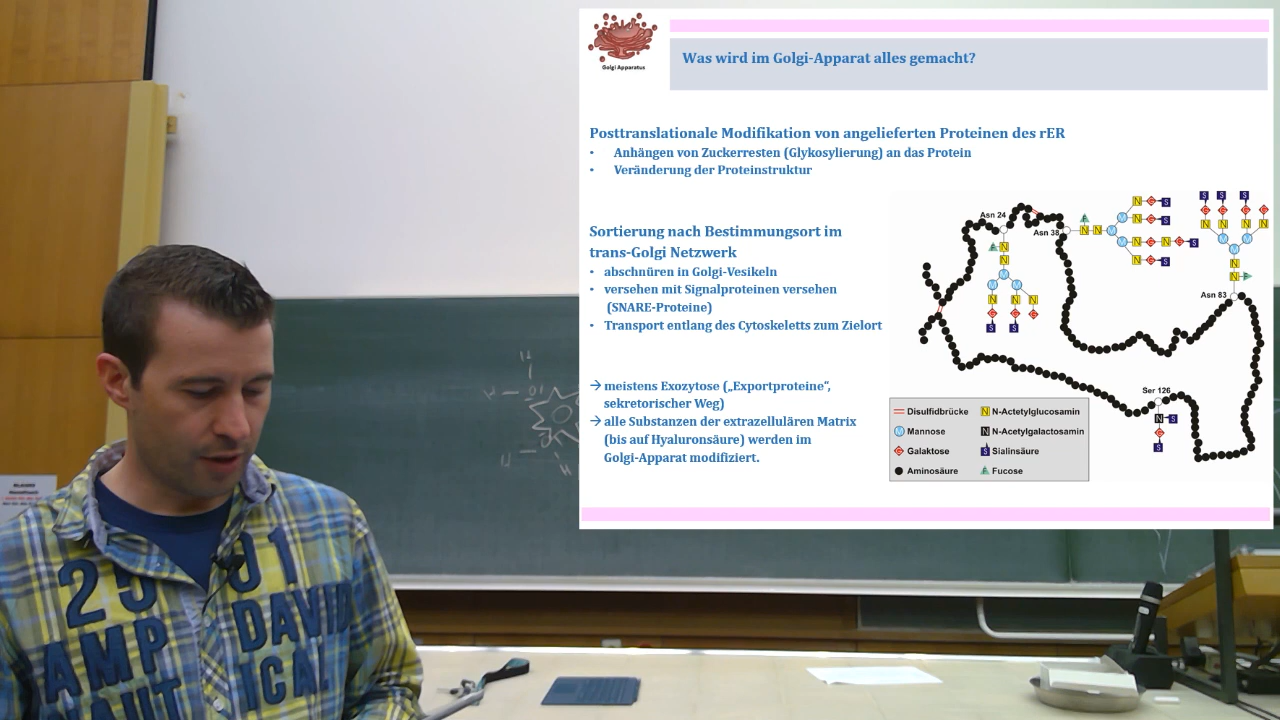 Golgi Apparatus
Was wird im Golgi-Apparat alles gemacht?
Posttranslationale Modifikation von angelieferten Proteinen des rER
• Anhängen von Zuckerresten (Glykosylierung) an das Protein
• Veränderung der Proteinstruktur
Sortierung nach Bestimmungsort im
trans-Golgi Netzwerk
• abschnüren in Golgi-Vesikeln
• versehen mit Signalproteinen versehen
(SNARE-Proteine)
• Transport entlang des Cytoskeletts zum Zielort
→ meistens Exozytose („Exportproteine“,
sekretorischer Weg)
→ alle Substanzen der extrazellulären Matrix
(bis auf Hyaluronsäure) werden im
Golgi-Apparat modifiziert.
Asn 24
Asn 38
Asn 83
Ser 126
Disulfidbrücke
N-Actetylglucosamin
Mannose
N-Acetylgalactosamin
Galaktose
Sialinsäure
Aminosäure
Fucose
25 01
AMP DAVID
ICAL